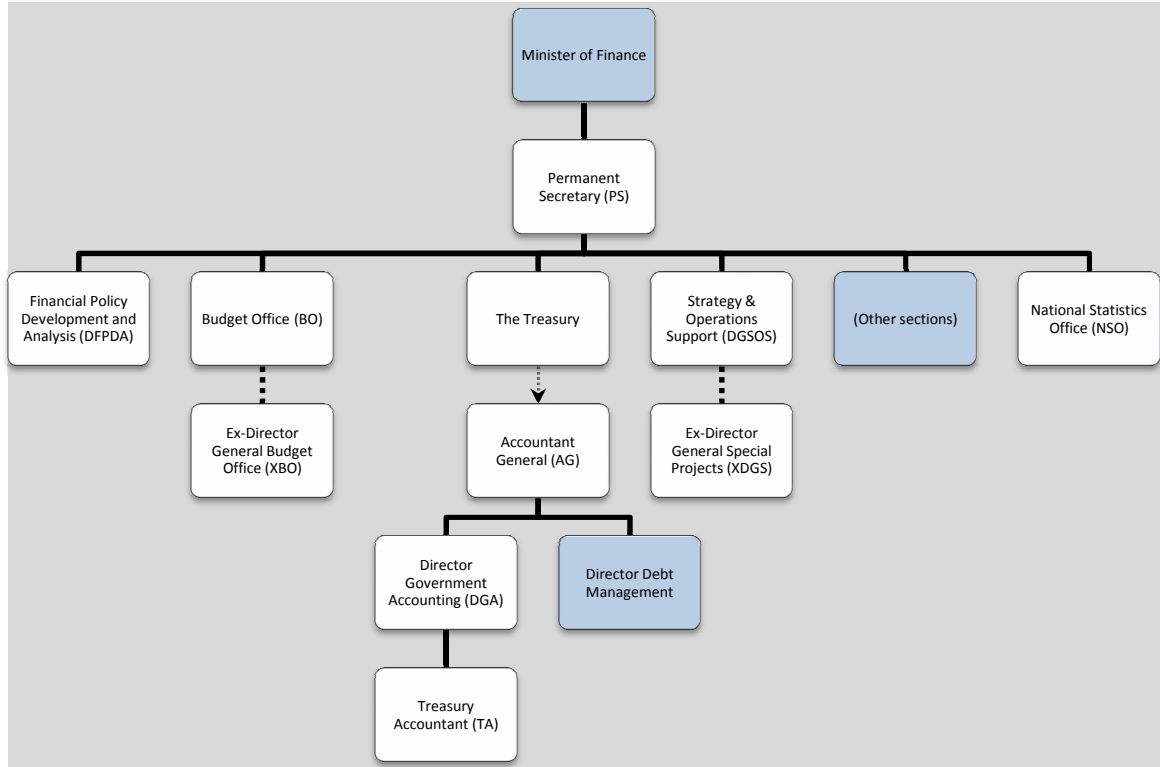 Minister of Finance
Permanent
Secretary (PS)
Financial Policy
Development and
Analysis (DFPDA)
Budget Office (BO)
The Treasury
Strategy &
Operations
Support (DGSOS)
(Other sections)
National Statistics
Office (NSO)
Ex-Director
General Budget
Office (XBO)
Accountant
General (AG)
Ex-Director
General Special
Projects (XDGS)
Director
Government
Accounting (DGA)
Director Debt
Management
Treasury
Accountant (TA)